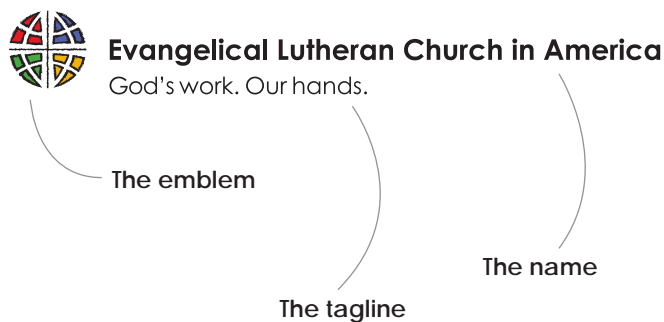 Evangelical Lutheran Church in America
God's work. Our hands.
The emblem
The name
The tagline